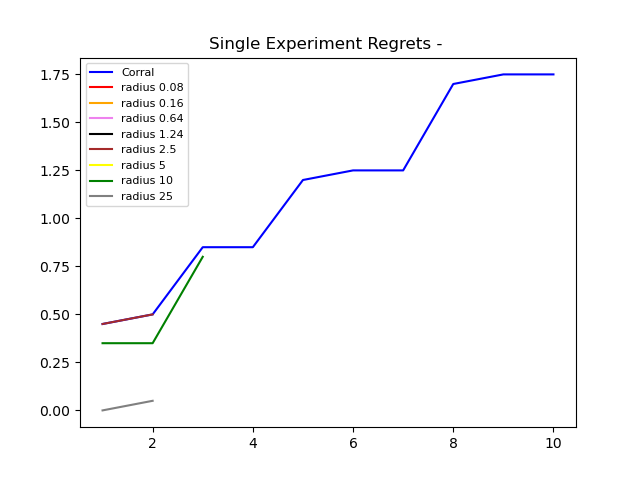 Single Experiment Regrets -
1.75
1.50
1.25
1.00
0.75
0.50
0.25
0.00
Corral
radius 0.08
radius 0.16
radius 0.64
radius 1.24
radius 2.5
radius 5
radius 10
radius 25
2 4 6 8 10